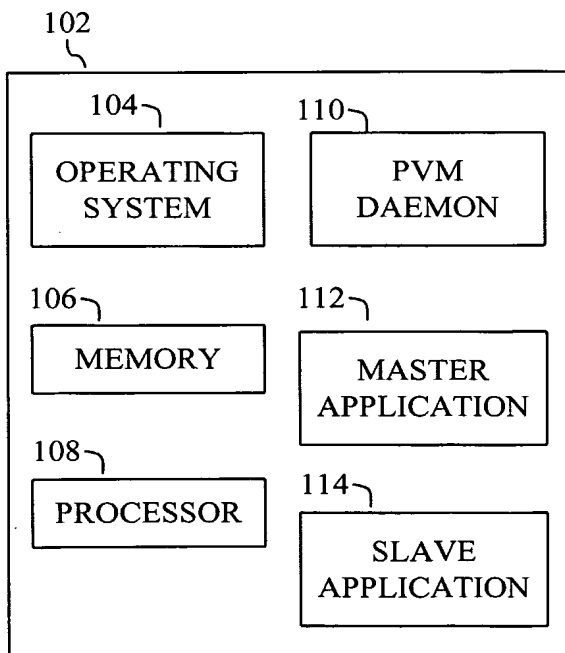 102
104
OPERATING
SYSTEM
110
PVM
DAEMON
106
MEMORY
112
MASTER
APPLICATION
108
PROCESSOR
114
SLAVE
APPLICATION